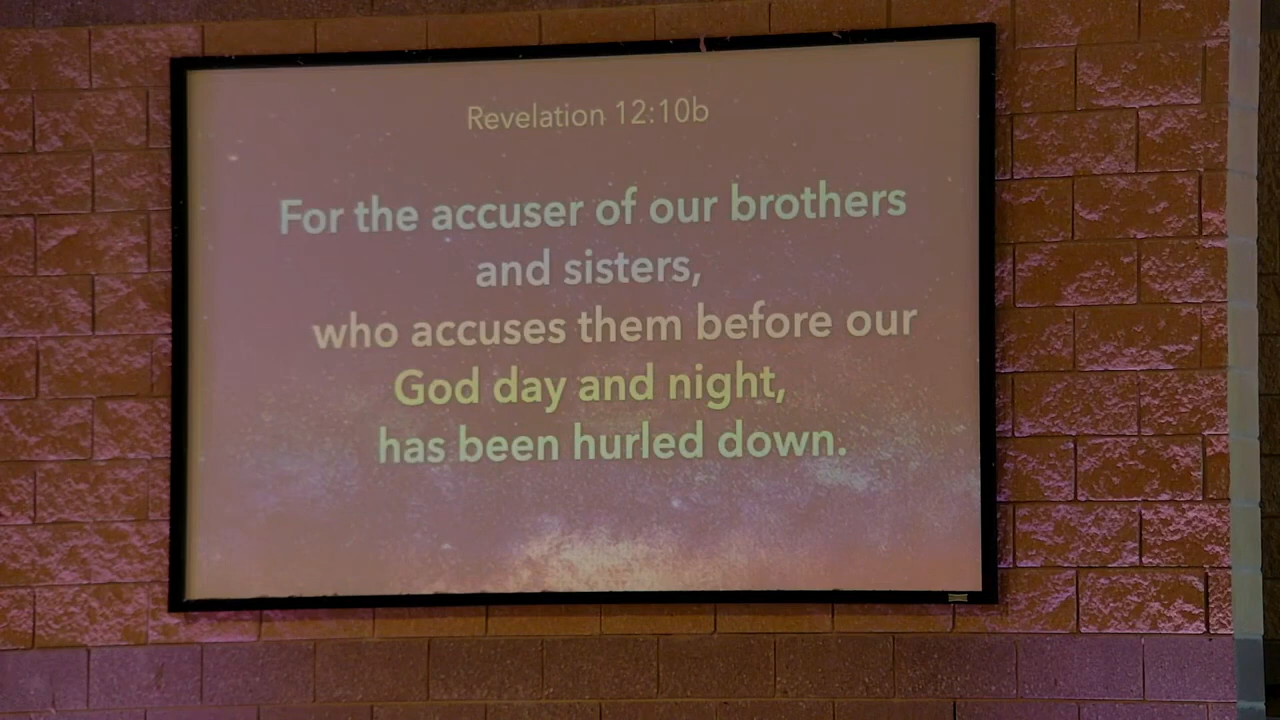 Revelation 12:10b
For the accuser of our brothers
and sisters,
who accuses them before our
God day and night,
has been hurled down.